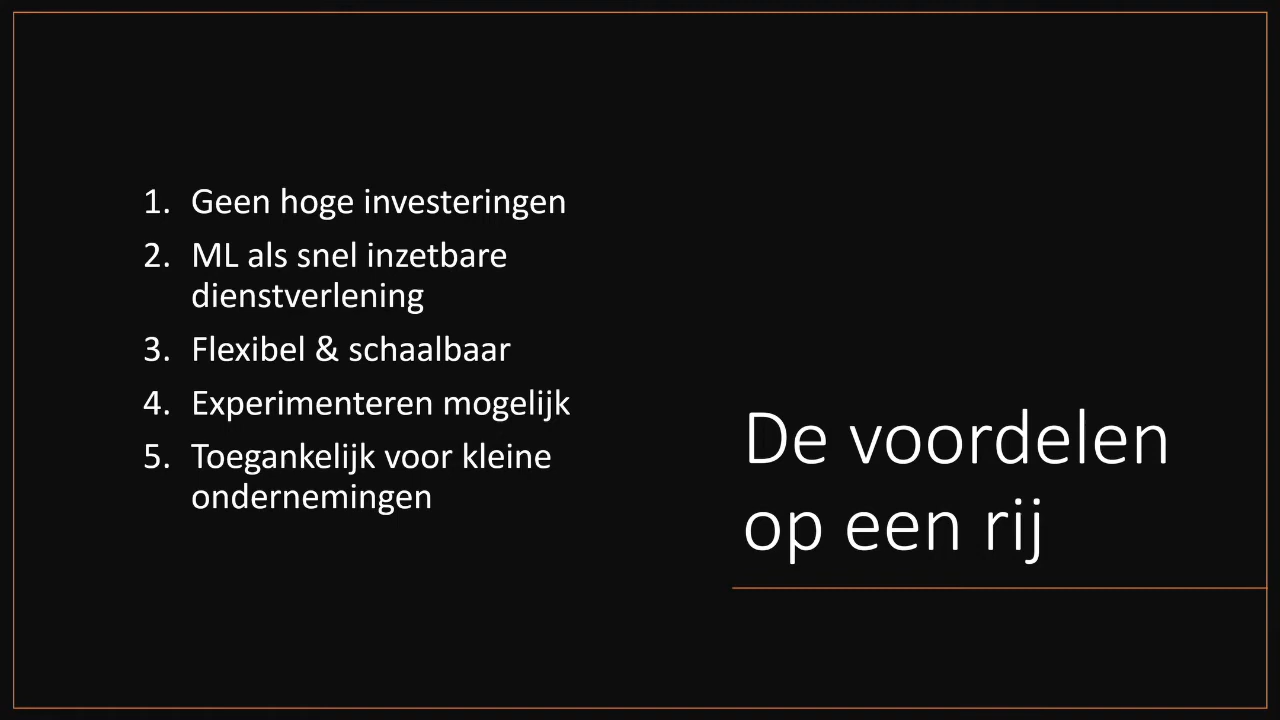 1. Geen hoge investeringen
2. ML als snel inzetbare
dienstverlening
3. Flexibel & schaalbaar
4. Experimenteren mogelijk
5. Toegankelijk voor kleine
ondernemingen
De voordelen
op een rij